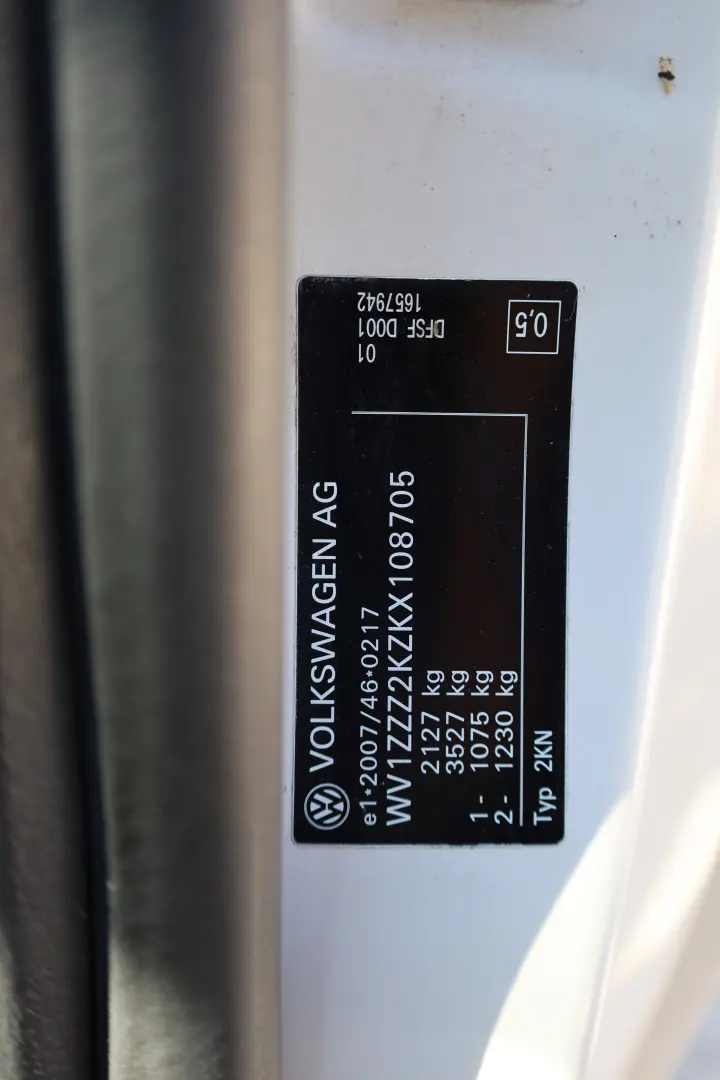 VOLKSWAGEN AG
e1*2007/46*0217
WV1ZZZ2KZKX108705
2127 kg
3527 kg
1- 1075 kg
2- 1230 kg
Typ 2KN
01
DFSF D001
1657942
0,5